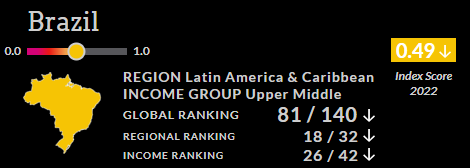 Brazil
0.0 1.0
0.49 ↓
Index Score
2022
REGION Latin America & Caribbean
INCOME GROUP Upper Middle
GLOBAL RANKING 81 / 140 ↓
REGIONAL RANKING 18 / 32 ↓
INCOME RANKING 26 / 42 ↓